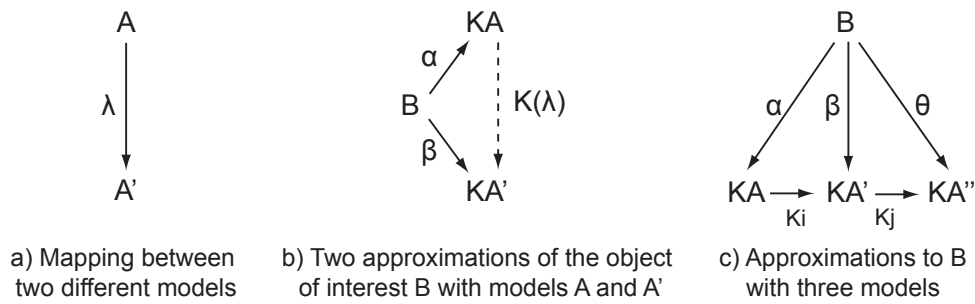 A
λ
A'
a) Mapping between
two different models
KA
α
B
K(λ)
β
KA'
b) Two approximations of the object
of interest B with models A and A'
B
α
β
θ
KA
KA'
KA''
Ki
Kj
c) Approximations to B
with three models